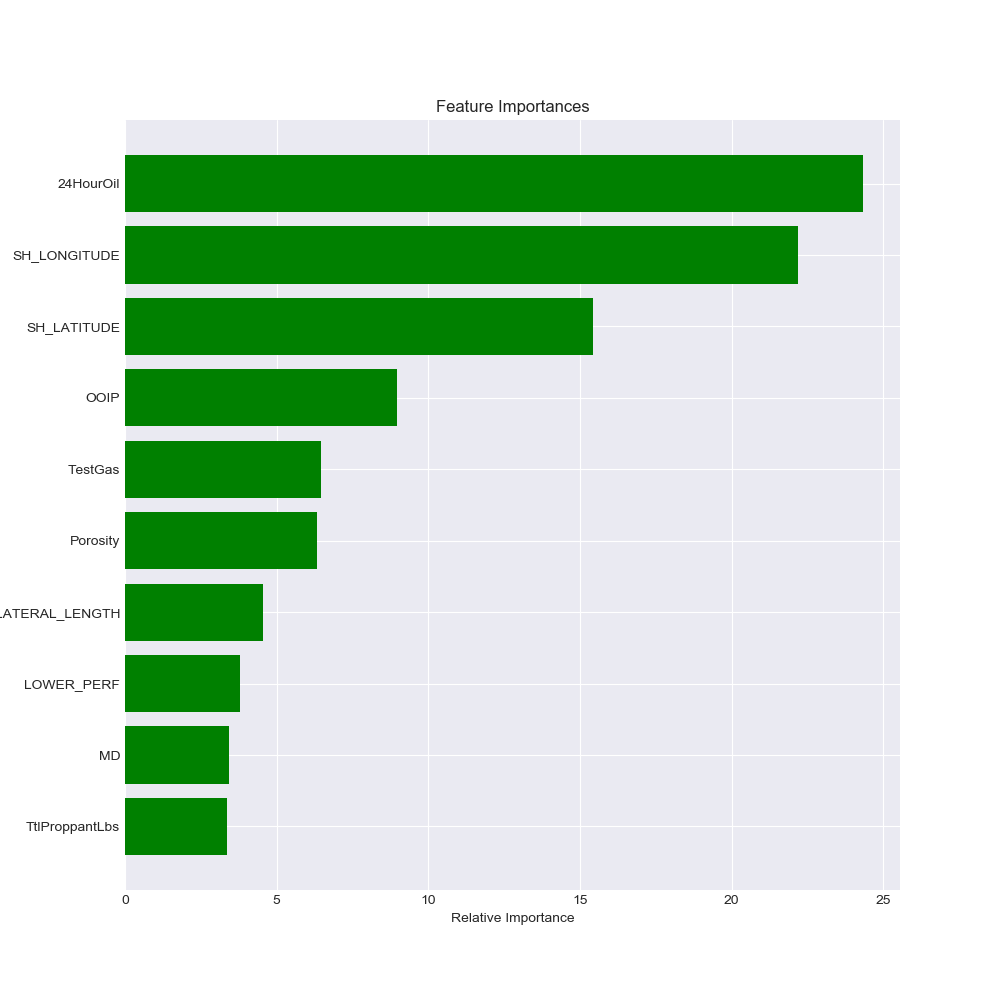 Feature Importances
24HourOil
SH_LONGITUDE
SH_LATITUDE
OOIP
TestGas
Porosity
LATERAL_LENGTH
LOWER_PERF
MD
TtlProppantLbs
0 5 10 15 20 25
Relative Importance